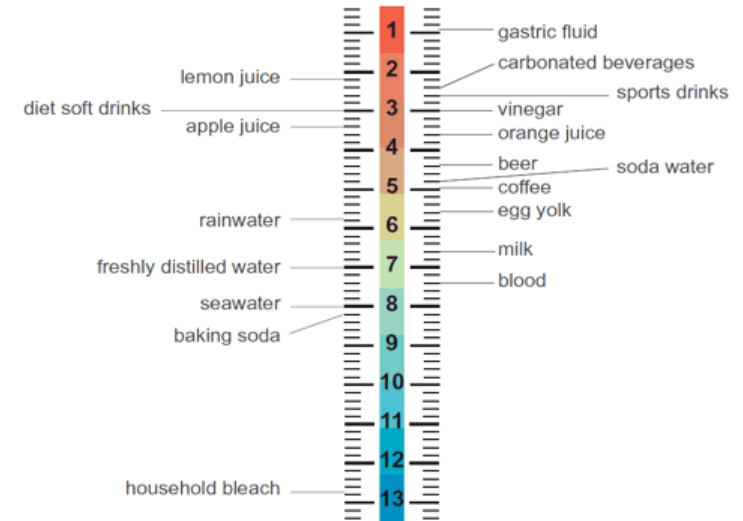 1
gastric fluid
carbonated beverages
2
lemon juice
sports drinks
diet soft drinks
3
vinegar
apple juice
orange juice
4
beer
soda water
5
coffee
egg yolk
rainwater
6
milk
freshly distilled water
7
blood
seawater
8
baking soda
9
10
11
12
household bleach
13